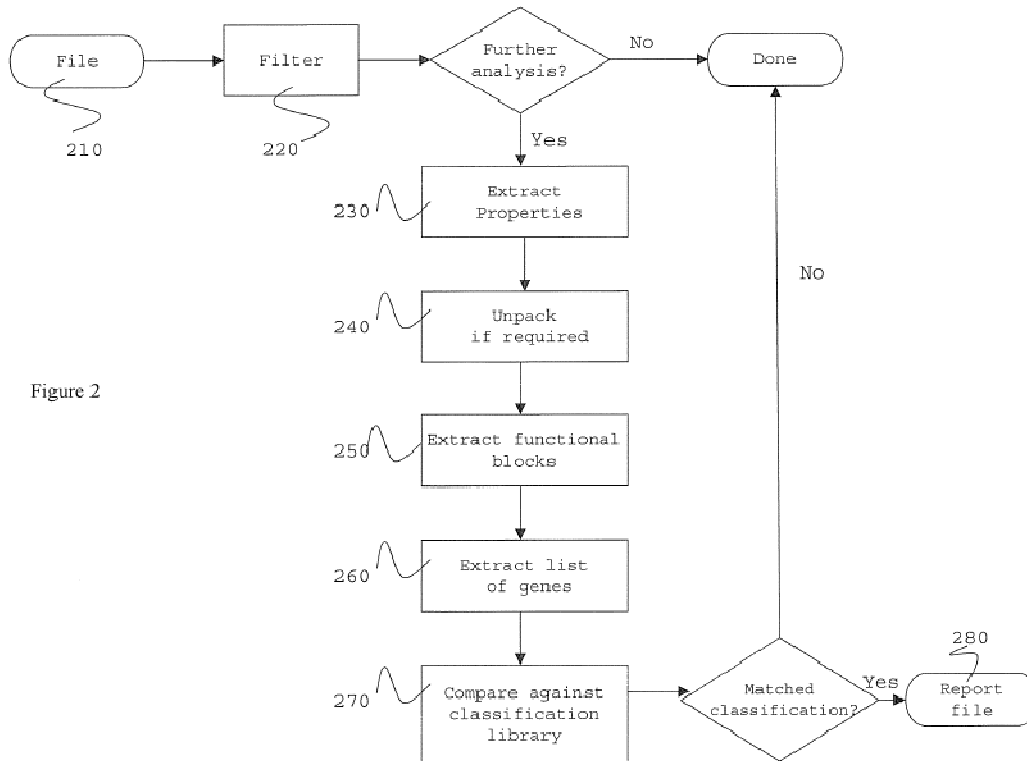 File
Filter
Further
analysis?
No
Done
210
220
Yes
230
Extract
Properties
No
240
Unpack
if required
Figure 2
250
Extract functional
blocks
260
Extract list
of genes
280
270
Compare against
classification
library
Matched
classification?
Yes
Report
file